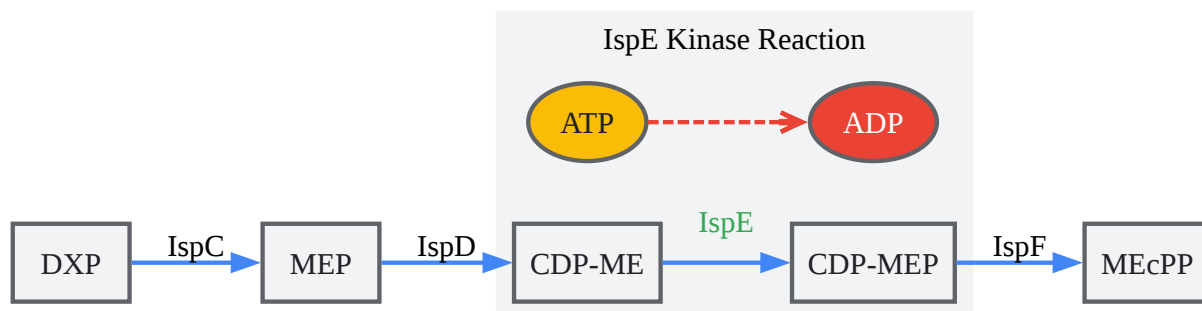 IspE Kinase Reaction
ATP
ADP
DXP
IspC
MEP
IspD
CDP-ME
IspE
CDP-MEP
IspF
MEcPP